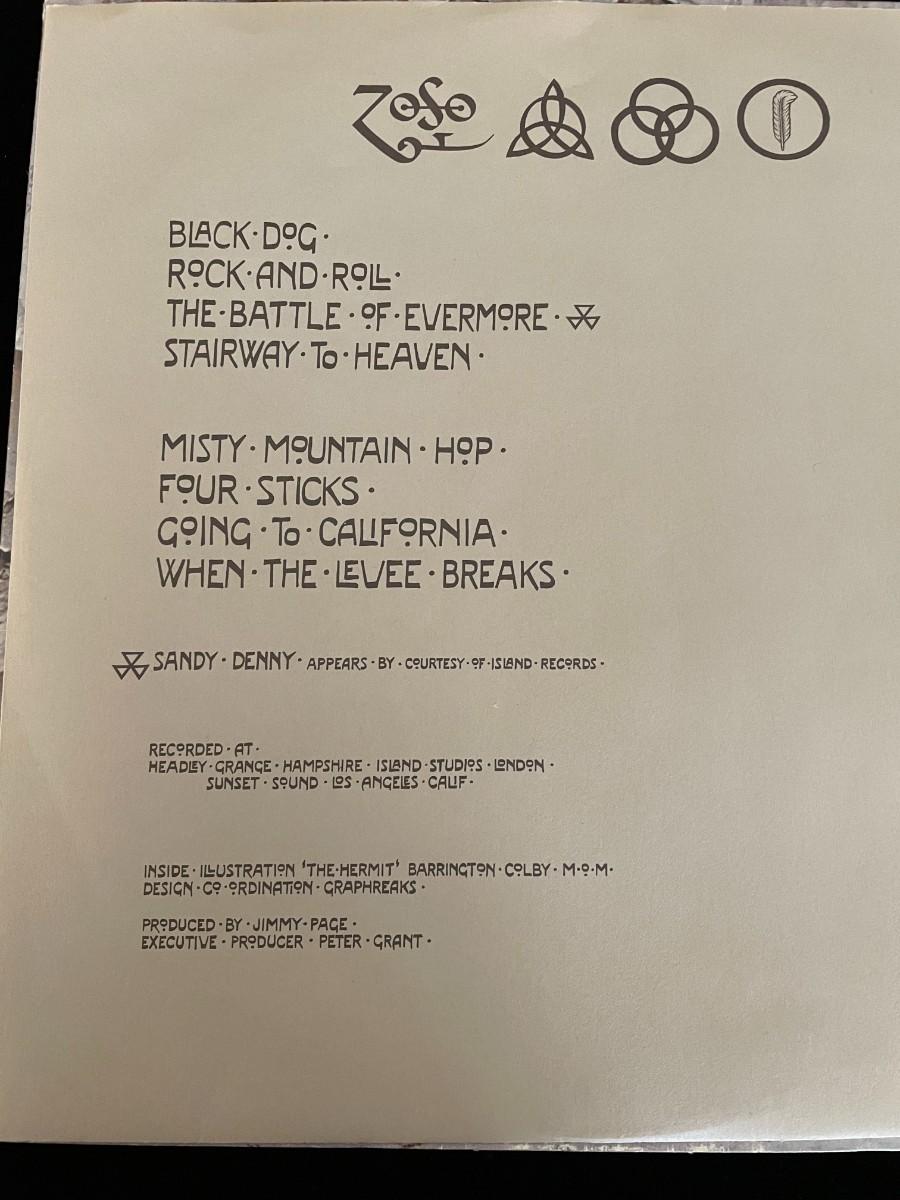 ZOSO
BLACK·DOG·
ROCK·AND·ROLL·
THE·BATTLE·OF·EVERMORE·
STAIRWAY·To·HEAVEN·
MISTY·MOUNTAIN·HOP·
FOUR·STICKS·
GOING·To·CALIFORNIA·
WHEN·THE·LEVEE·BREAKS·
SANDY·DENNY·APPEARS·BY·COURTESY·OF·ISLAND·RECORDS·
RECORDED·AT·
HEADLEY·GRANGE·HAMPSHIRE·ISLAND·STUDIOS·LONDON·
SUNSET·SOUND·LOS·ANGELES·CALIF·
INSIDE·ILLUSTRATION 'THE·HERMIT' BARRINGTON·COLBY·M·O·M·
DESIGN·CO·ORDINATION·GRAPHREAKS·
PRODUCED·BY·JIMMY·PAGE·
EXECUTIVE·PRODUCER·PETER·GRANT·